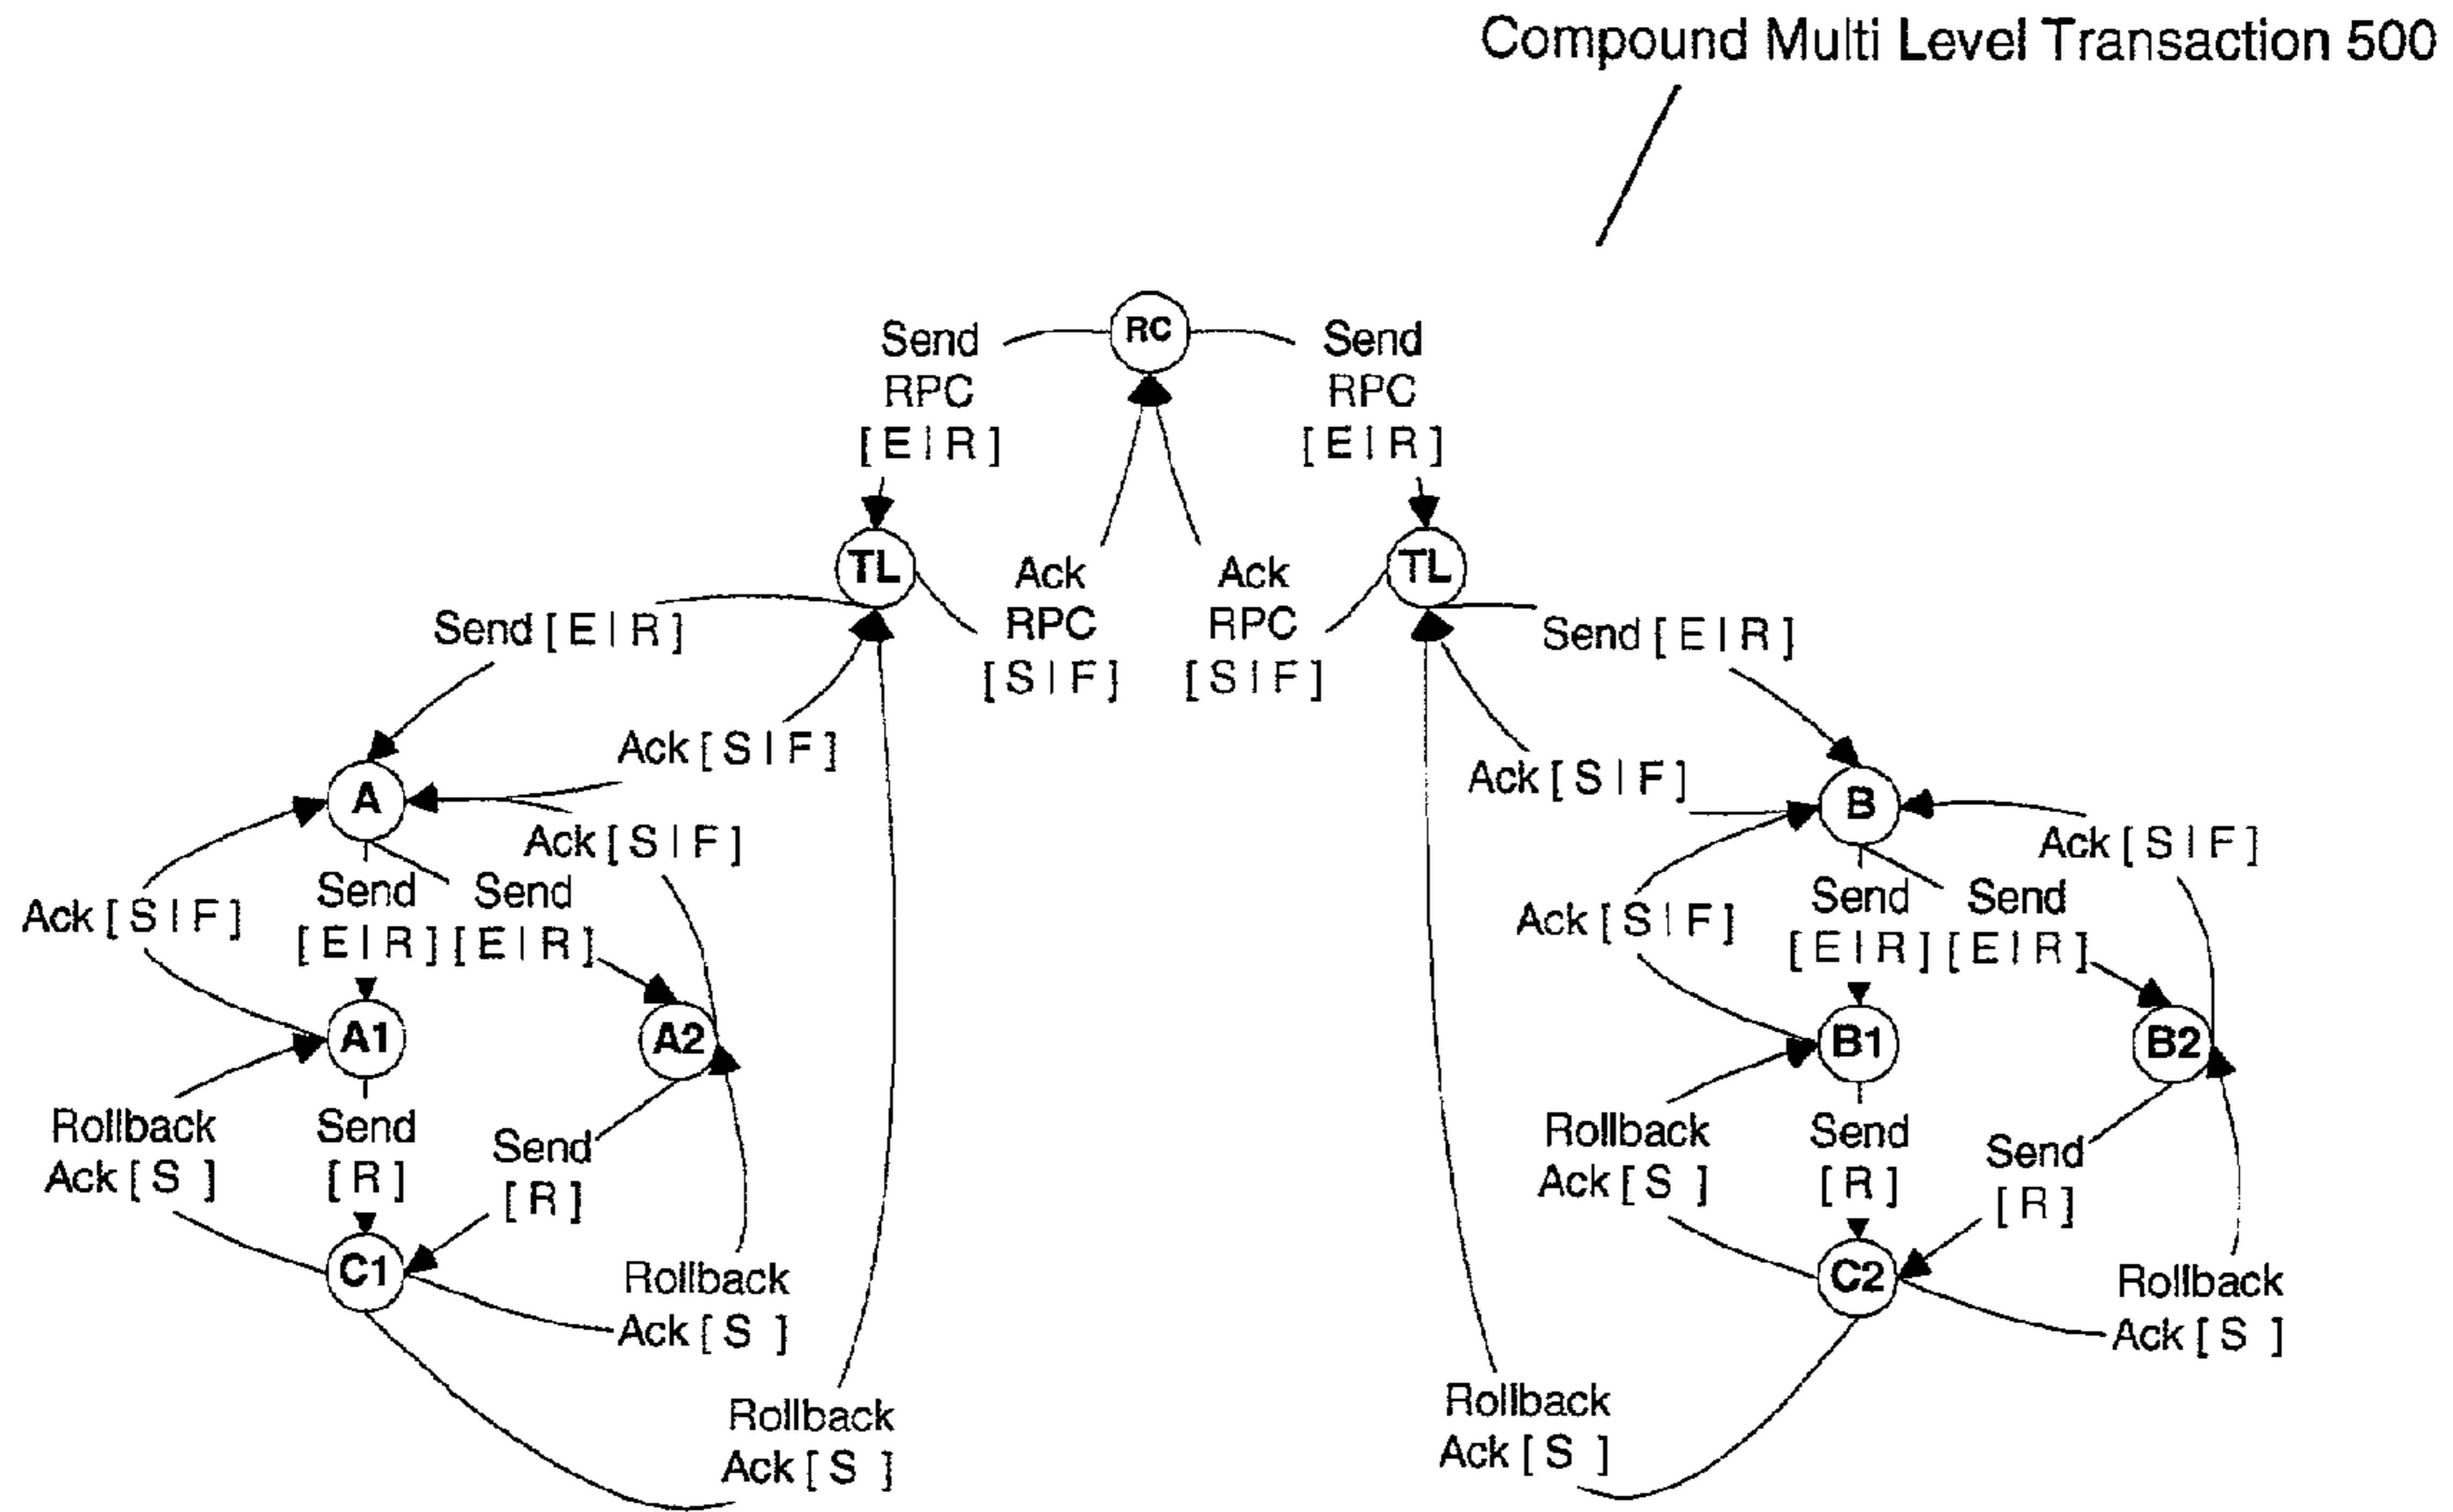 Compound Multi Level Transaction 500
RC
Send
RPC
[ E | R ]
Send
RPC
[ E | R ]
TL
TL
Ack
RPC
[ S | F ]
Ack
RPC
[ S | F ]
Send [ E | R ]
Send [ E | R ]
Ack [ S | F ]
Ack [ S | F ]
A
B
Ack [ S | F ]
Ack [ S | F ]
Ack [ S | F ]
Send
[ E | R ]
Send
[ E | R ]
Ack [ S | F ]
Send
[ E | R ]
Send
[ E | R ]
A1
A2
B1
B2
Rollback
Ack [ S ]
Send
[ R ]
Send
[ R ]
Rollback
Ack [ S ]
Send
[ R ]
Send
[ R ]
C1
C2
Rollback
Ack [ S ]
Rollback
Ack [ S ]
Rollback
Ack [ S ]
Rollback
Ack [ S ]